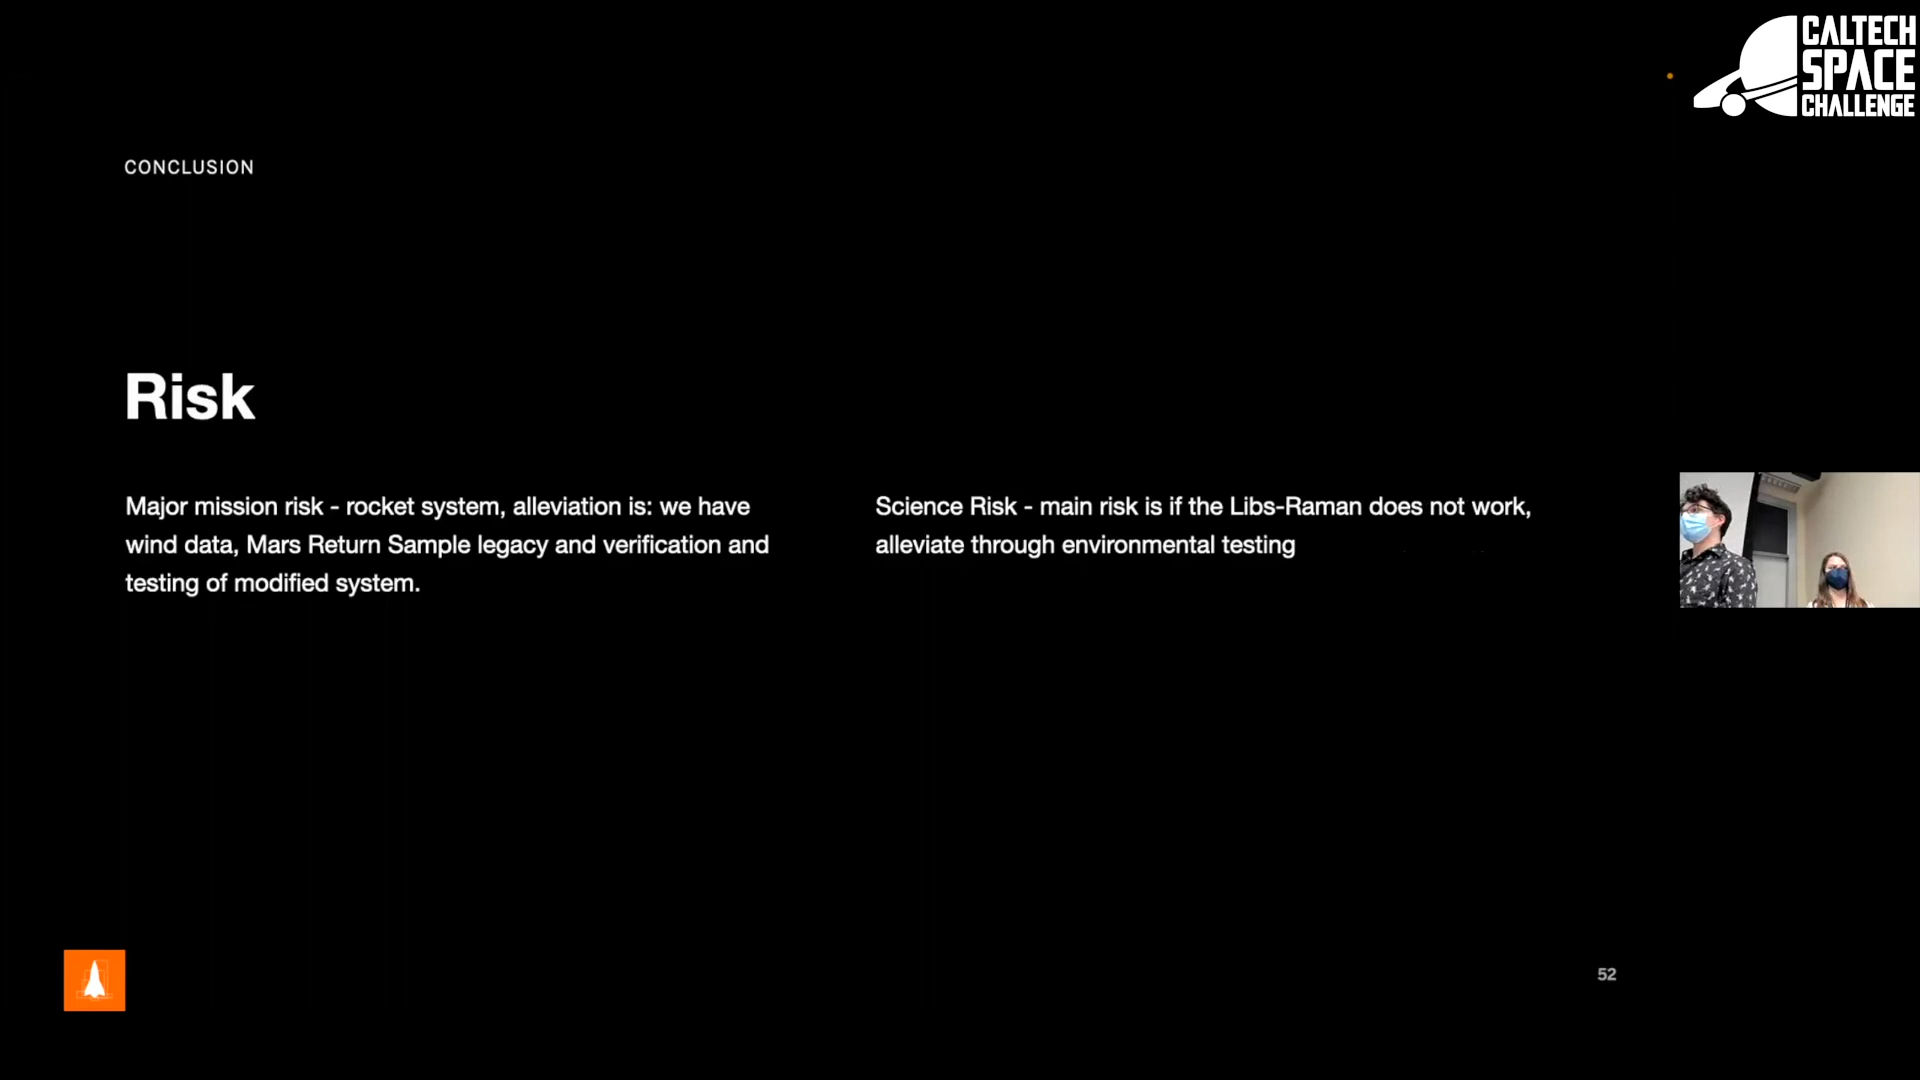 CALTECH
SPACE
CHALLENGE
CONCLUSION
Risk
Major mission risk - rocket system, alleviation is: we have
wind data, Mars Return Sample legacy and verification and
testing of modified system.
Science Risk - main risk is if the Libs-Raman does not work,
alleviate through environmental testing
52